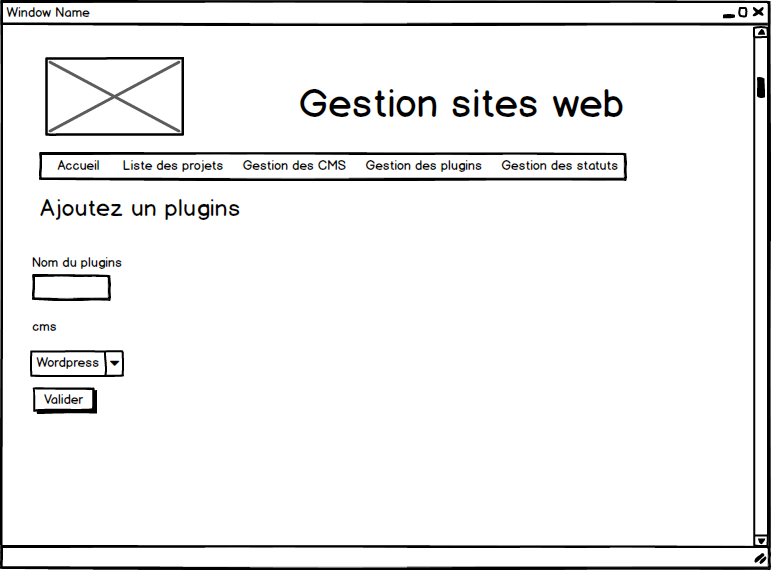 Window Name
Gestion sites web
Accueil Liste des projets Gestion des CMS Gestion des plugins Gestion des statuts
Ajoutez un plugins
Nom du plugins
cms
Wordpress
Valider